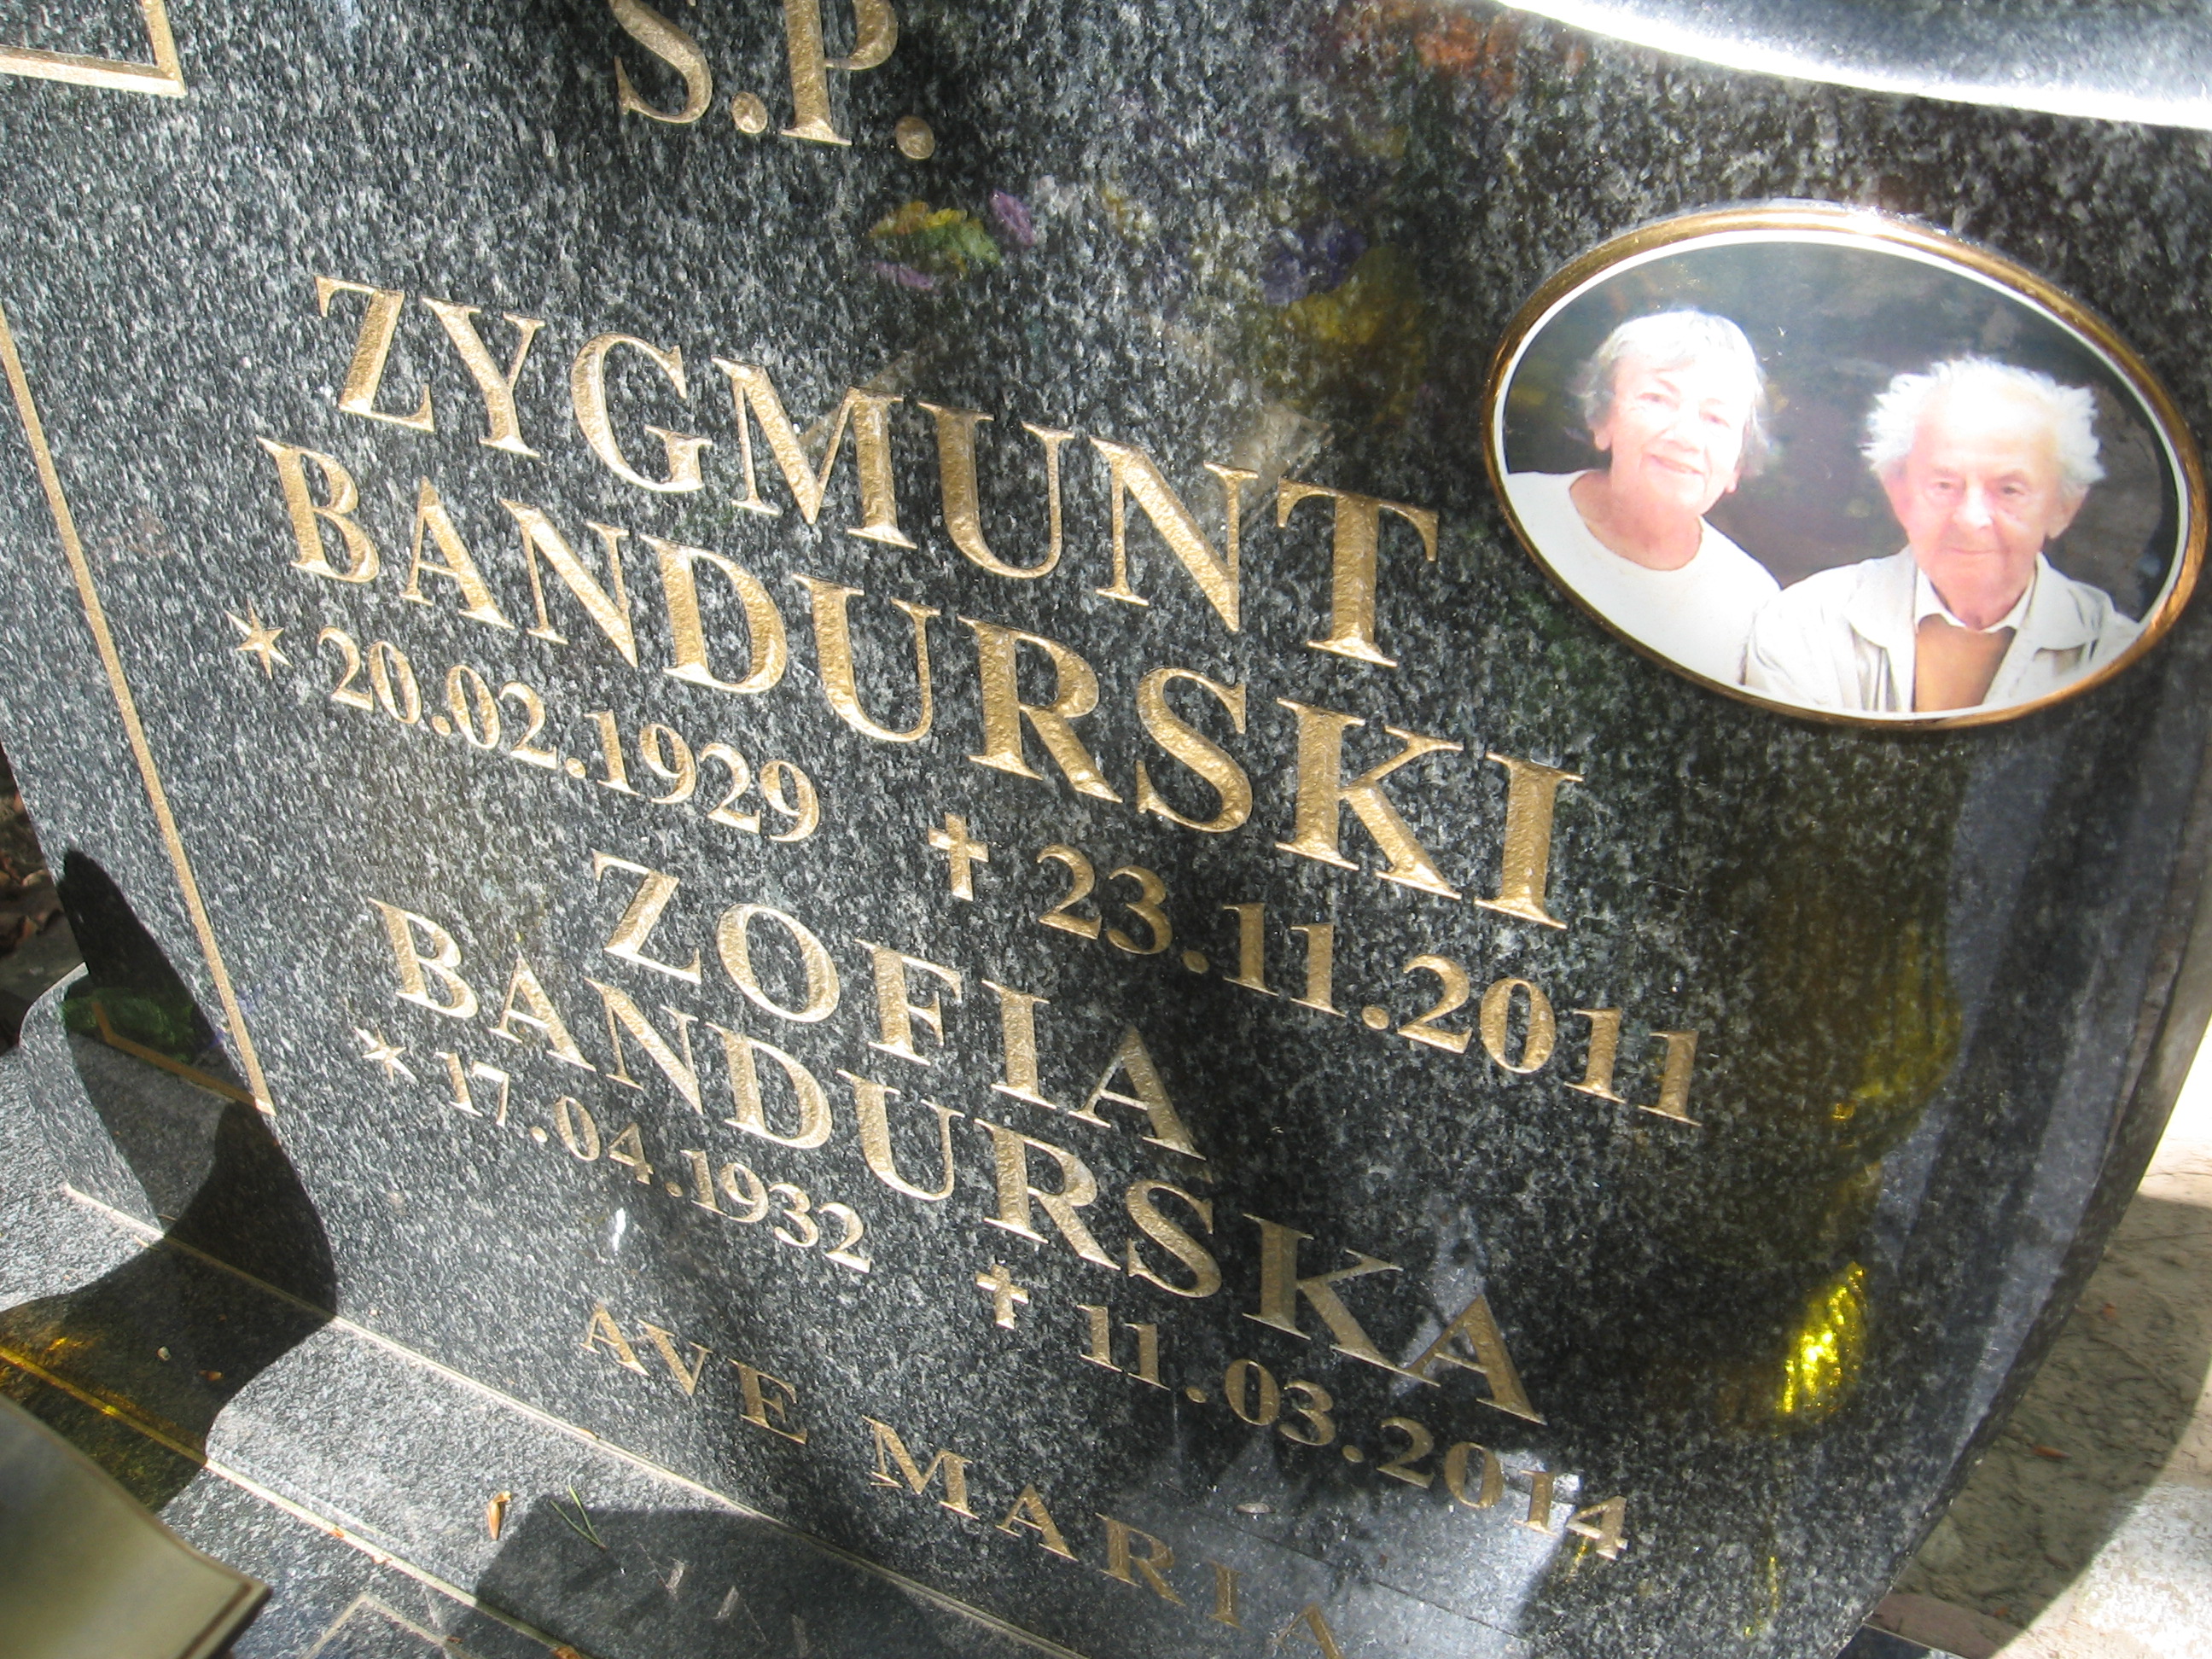 S.P.
ZYGMUNT
BANDURSKI
* 20.02.1929 ✝ 23.11.2011
ZOFIA
BANDURSKA
* 17.04.1932 ✝ 11.03.2014
AVE MARIA